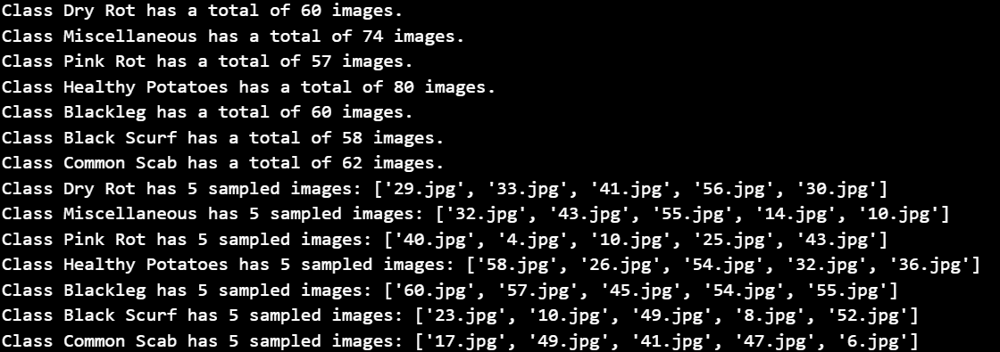 Class Dry Rot has a total of 60 images.
Class Miscellaneous has a total of 74 images.
Class Pink Rot has a total of 57 images.
Class Healthy Potatoes has a total of 80 images.
Class Blackleg has a total of 60 images.
Class Black Scurf has a total of 58 images.
Class Common Scab has a total of 62 images.
Class Dry Rot has 5 sampled images: ['29.jpg', '33.jpg', '41.jpg', '56.jpg', '30.jpg']
Class Miscellaneous has 5 sampled images: ['32.jpg', '43.jpg', '55.jpg', '14.jpg', '10.jpg']
Class Pink Rot has 5 sampled images: ['40.jpg', '4.jpg', '10.jpg', '25.jpg', '43.jpg']
Class Healthy Potatoes has 5 sampled images: ['58.jpg', '26.jpg', '54.jpg', '32.jpg', '36.jpg']
Class Blackleg has 5 sampled images: ['60.jpg', '57.jpg', '45.jpg', '54.jpg', '55.jpg']
Class Black Scurf has 5 sampled images: ['23.jpg', '10.jpg', '49.jpg', '8.jpg', '52.jpg']
Class Common Scab has 5 sampled images: ['17.jpg', '49.jpg', '41.jpg', '47.jpg', '6.jpg']